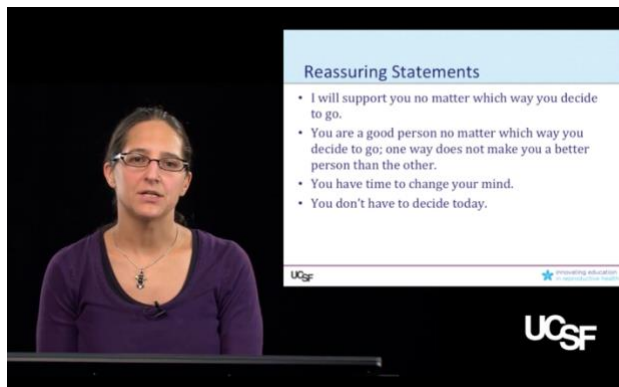 Reassuring Statements
• I will support you no matter which way you decide
to go.
• You are a good person no matter which way you
decide to go; one way does not make you a better
person than the other.
• You have time to change your mind.
• You don't have to decide today.
UCSF
innovating education
in reproductive health
UCSF